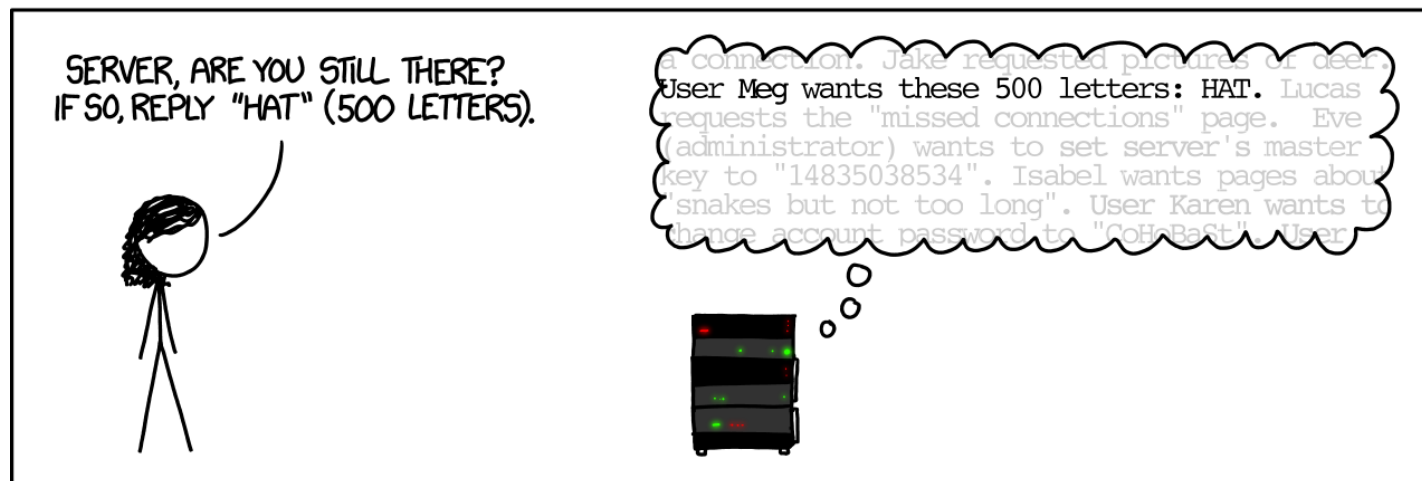 SERVER, ARE YOU STILL THERE?
IF SO, REPLY "HAT" (500 LETTERS).
a connection. Jake requested pictures of deer.
User Meg wants these 500 letters: HAT. Lucas
requests the "missed connections" page. Eve
(administrator) wants to set server's master
key to "14835038534". Isabel wants pages about
"snakes but not too long". User Karen wants to
change account password to "CoHoBaSt". User